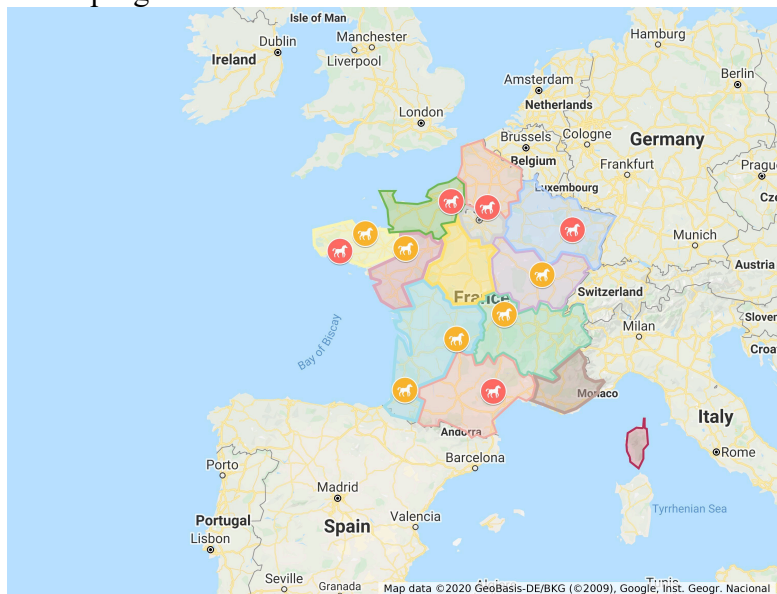 Isle of Man
Manchester
Dublin
Ireland
Liverpool
Hamburg
Berlin
Amsterdam
Netherlands
London
Brussels
Cologne
Germany
Belgium
Frankfurt
Luxembourg
Munich
Austria
France
Switzerland
Milan
Bay of Biscay
Monaco
Italy
Andorra
Rome
Barcelona
Porto
Madrid
Tyrrhenian Sea
Portugal
Spain
Valencia
Lisbon
Seville
Granada
Map data ©2020 GeoBasis-DE/BKG (©2009), Google, Inst. Geogr. Nacional